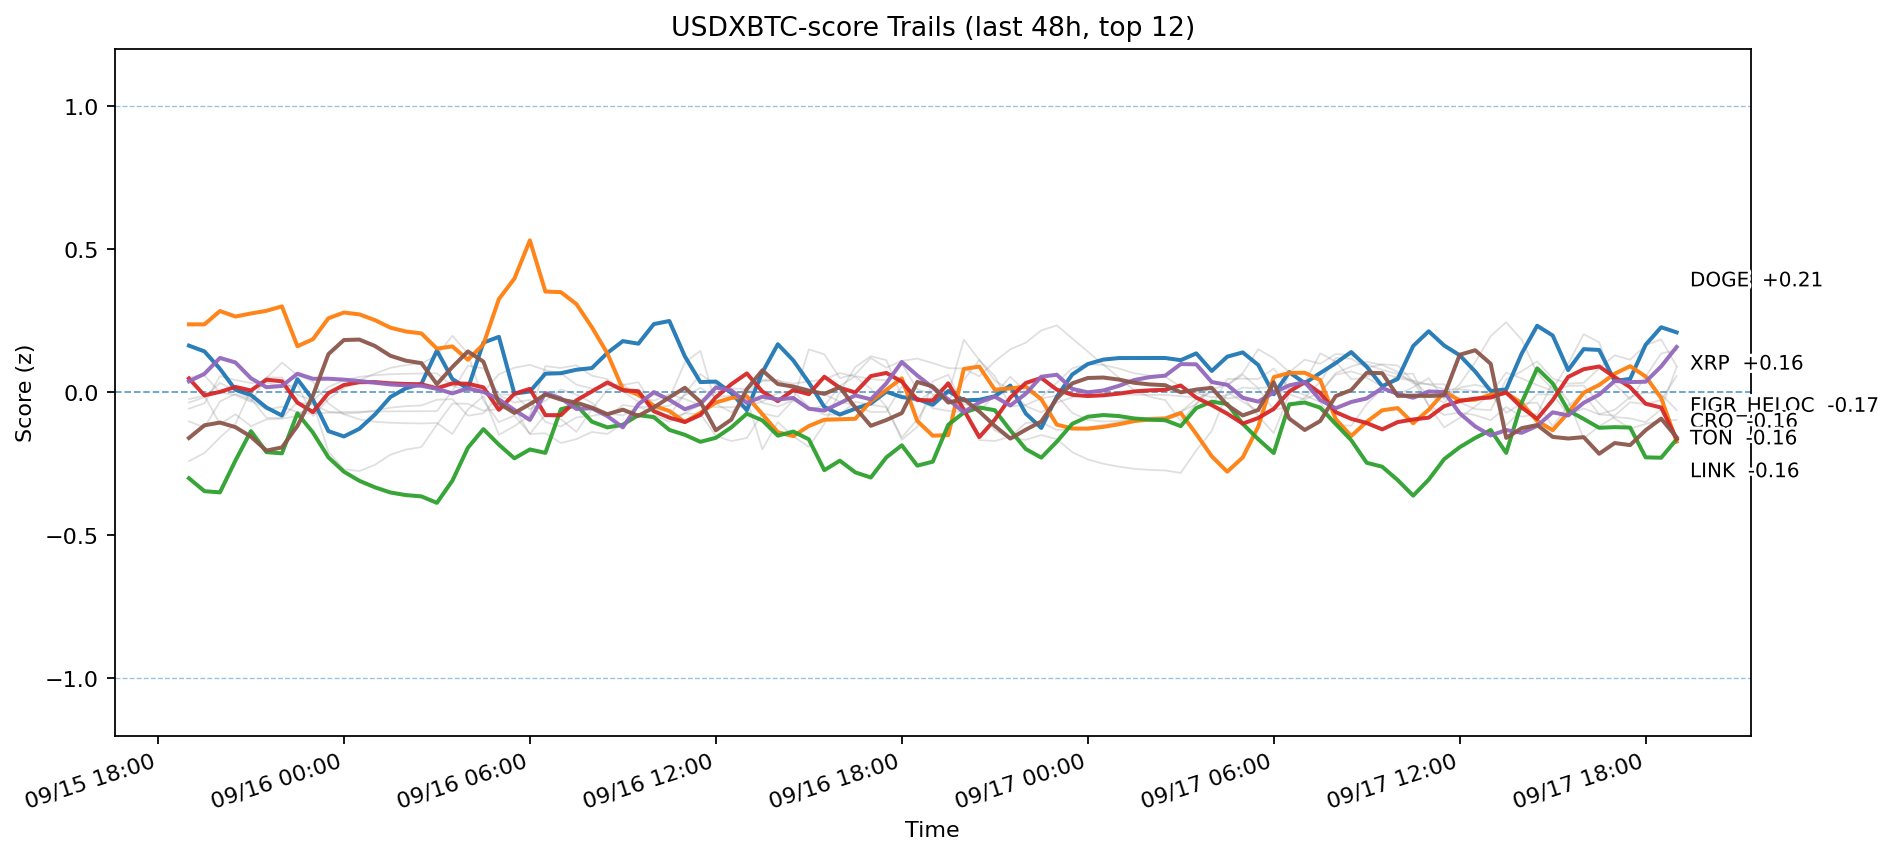 USDXBTC-score Trails (last 48h, top 12)
Score (z)
1.0
0.5
0.0
−0.5
−1.0
DOGE +0.21
XRP +0.16
FIGR_HELOC -0.17
CRO -0.16
TON -0.16
LINK -0.16
09/15 18:00
09/16 00:00
09/16 06:00
09/16 12:00
09/16 18:00
09/17 00:00
09/17 06:00
09/17 12:00
09/17 18:00
Time